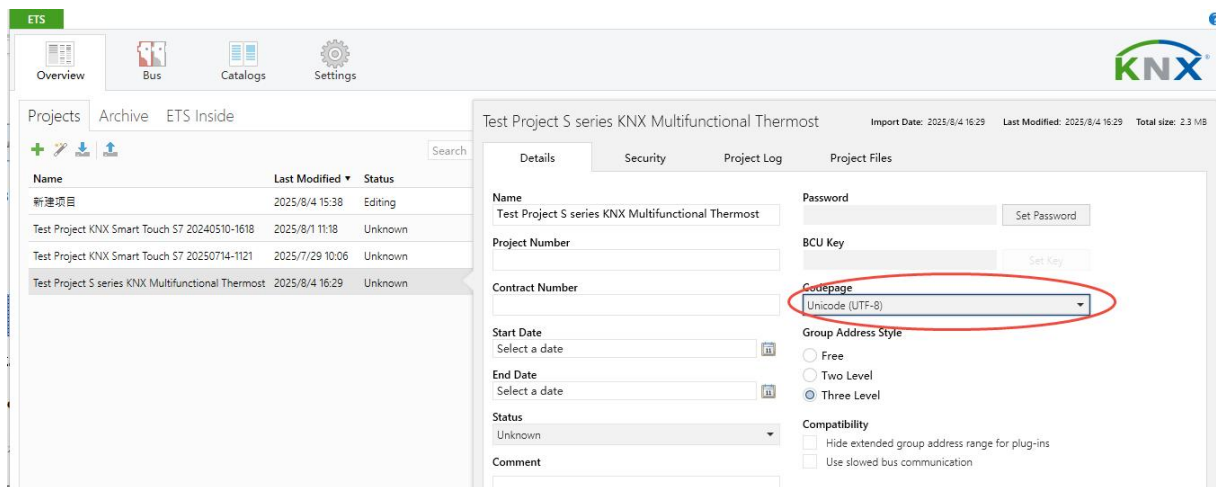 ETS
Overview Bus Catalogs Settings
KNX
Projects Archive ETS Inside
Search
Name Last Modified Status
新建项目 2025/8/4 15:38 Editing
Test Project KNX Smart Touch S7 20240510-1618 2025/8/1 11:18 Unknown
Test Project KNX Smart Touch S7 20250714-1121 2025/7/29 10:06 Unknown
Test Project S series KNX Multifunctional Thermost 2025/8/4 16:29 Unknown
Test Project S series KNX Multifunctional Thermost Import Date: 2025/8/4 16:29 Last Modified: 2025/8/4 16:29 Total size: 2.3 MB
Details Security Project Log Project Files
Name
Test Project S series KNX Multifunctional Thermost
Project Number
Contract Number
Start Date
Select a date
End Date
Select a date
Status
Unknown
Comment
Password
Set Password
BCU Key
Set Key
Codepage
Unicode (UTF-8)
Group Address Style
Free
Two Level
Three Level
Compatibility
Hide extended group address range for plug-ins
Use slowed bus communication